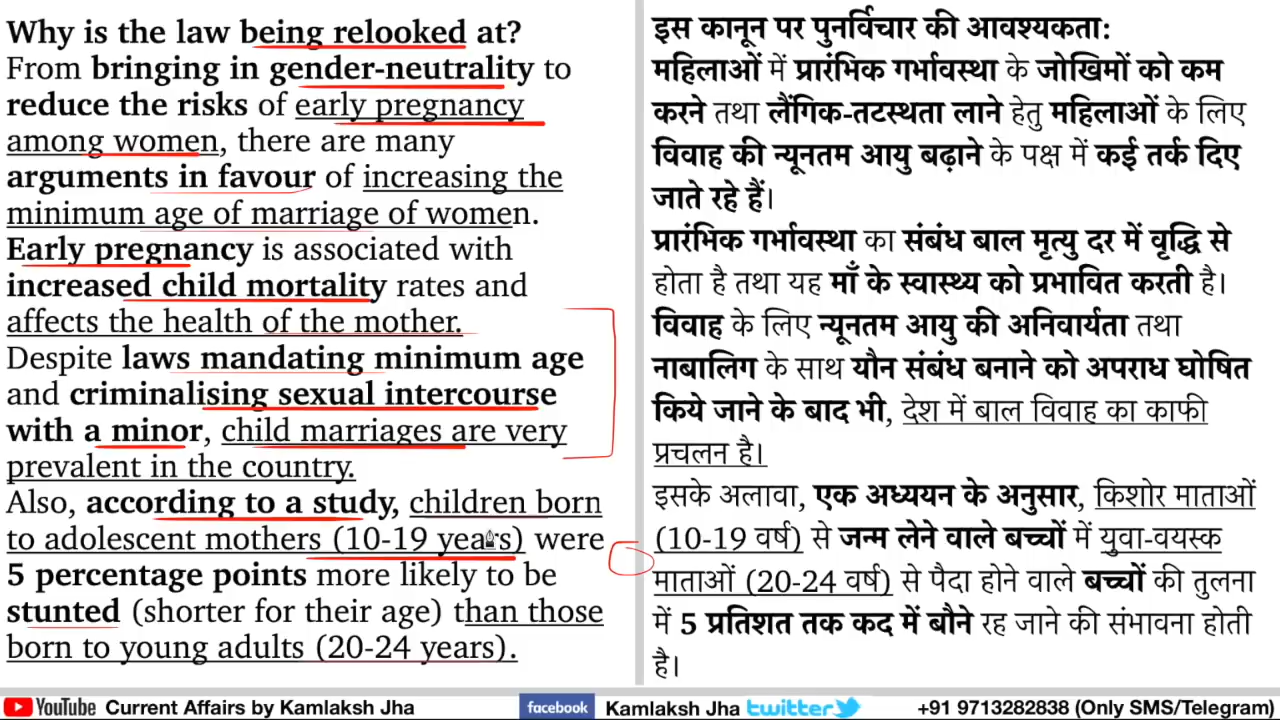 Why is the law being relooked at?
From bringing in gender-neutrality to
reduce the risks of early pregnancy
among women, there are many
arguments in favour of increasing the
minimum age of marriage of women.
Early pregnancy is associated with
increased child mortality rates and
affects the health of the mother.
Despite laws mandating minimum age
and criminalising sexual intercourse
with a minor, child marriages are very
prevalent in the country.
Also, according to a study, children born
to adolescent mothers (10-19 years) were
5 percentage points more likely to be
stunted (shorter for their age) than those
born to young adults (20-24 years).
इस कानून पर पुनर्विचार की आवश्यकता:
महिलाओं में प्रारंभिक गर्भावस्था के जोखिमों को कम
करने तथा लैंगिक-तटस्थता लाने हेतु महिलाओं के लिए
विवाह की न्यूनतम आयु बढ़ाने के पक्ष में कई तर्क दिए
जाते रहे हैं।
प्रारंभिक गर्भावस्था का संबंध बाल मृत्यु दर में वृद्धि से
होता है तथा यह माँ के स्वास्थ्य को प्रभावित करती है।
विवाह के लिए न्यूनतम आयु की अनिवार्यता तथा
नाबालिग के साथ यौन संबंध बनाने को अपराध घोषित
किये जाने के बाद भी, देश में बाल विवाह का काफी
प्रचलन है।
इसके अलावा, एक अध्ययन के अनुसार, किशोर माताओं
(10-19 वर्ष) से जन्म लेने वाले बच्चों में युवा-वयस्क
माताओं (20-24 वर्ष) से पैदा होने वाले बच्चों की तुलना
में 5 प्रतिशत तक कद में बौने रह जाने की संभावना होती
है।
YouTube Current Affairs by Kamlaksh Jha facebook Kamlaksh Jha twitter +91 9713282838 (Only SMS/Telegram)